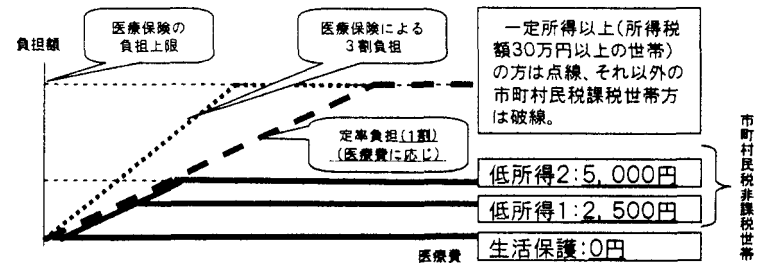 負担額
医療保険の
負担上限
医療保険による
3割負担
一定所得以上(所得税
額30万円以上の世帯)
の方は点線、それ以外の
市町村民税課税世帯方
は破線。
定率負担(1割)
(医療費に応じ)
低所得2:5,000円
低所得1:2,500円
生活保護:0円
医療費
市町村民税非課税世帯